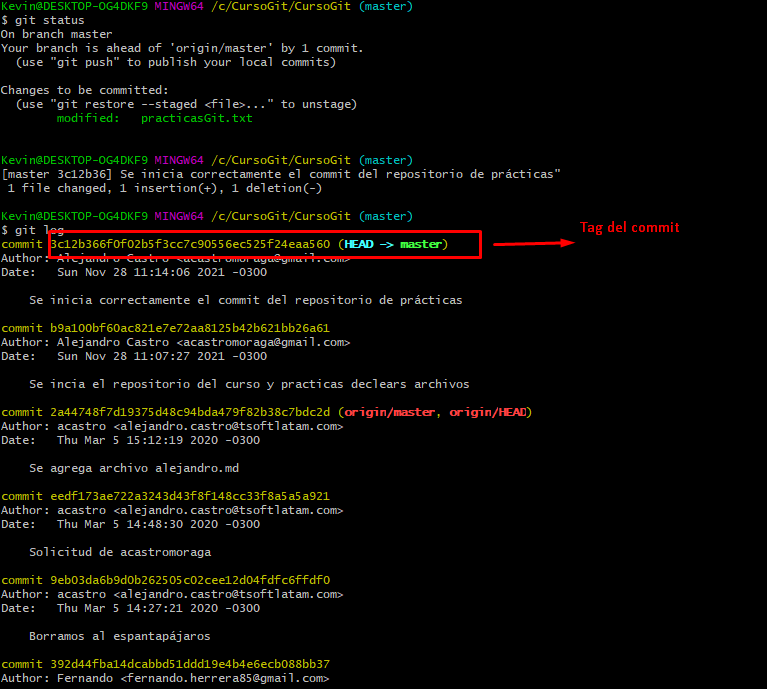 Kevin@DESKTOP-OG4DKF9 MINGW64 /c/CursoGit/CursoGit (master)
$ git status
On branch master
Your branch is ahead of 'origin/master' by 1 commit.
  (use "git push" to publish your local commits)

Changes to be committed:
  (use "git restore --staged <file>..." to unstage)
        modified:   practicasGit.txt

Kevin@DESKTOP-OG4DKF9 MINGW64 /c/CursoGit/CursoGit (master)
[master 3c12b36] Se inicia correctamente el commit del repositorio de prácticas"
 1 file changed, 1 insertion(+), 1 deletion(-)

Kevin@DESKTOP-OG4DKF9 MINGW64 /c/CursoGit/CursoGit (master)
$ git log
Tag del commit
commit 3c12b366f0f02b5f3cc7c90556ec525f24eaa560 (HEAD -> master)
Author: Alejandro Castro <acastromoraga@gmail.com>
Date:   Sun Nov 28 11:14:06 2021 -0300

    Se inicia correctamente el commit del repositorio de prácticas

commit b9a100bf60ac821e7e72aa8125b42b621bb26a61
Author: Alejandro Castro <acastromoraga@gmail.com>
Date:   Sun Nov 28 11:07:27 2021 -0300

    Se incia el repositorio del curso y practicas declears archivos

commit 2a44748f7d19375d48c94bda479f82b38c7bdc2d (origin/master, origin/HEAD)
Author: acastro <alejandro.castro@tsoftlatam.com>
Date:   Thu Mar 5 15:12:19 2020 -0300

    Se agrega archivo alejandro.md

commit eedf173ae722a3243d43f8f148cc33f8a5a5a921
Author: acastro <alejandro.castro@tsoftlatam.com>
Date:   Thu Mar 5 14:48:30 2020 -0300

    Solicitud de acastromoraga

commit 9eb03da6b9d0b262505c02cee12d04fdfc6ffdf0
Author: acastro <alejandro.castro@tsoftlatam.com>
Date:   Thu Mar 5 14:27:21 2020 -0300

    Borramos al espantapájaros

commit 392d44fba14dcabbd51ddd19e4b4e6ecb088bb37
Author: Fernando <fernando.herrera85@gmail.com>